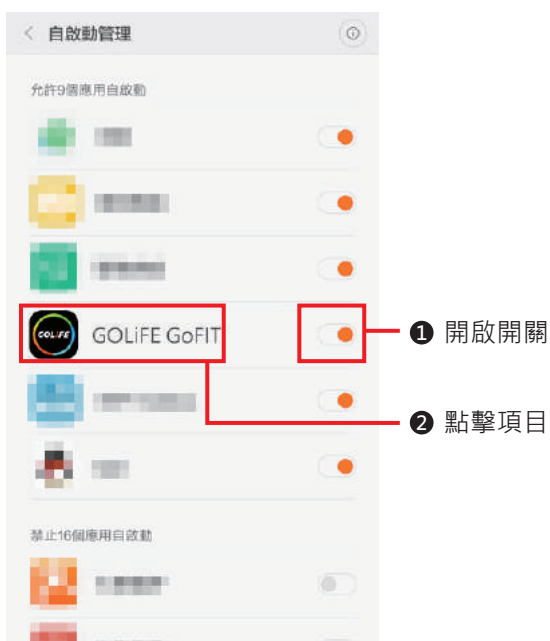 自啟動管理
允許9個應用自啟動
GOLiFE
GOLiFE GoFIT
❶ 開啟開關
❷ 點擊項目
禁止16個應用自啟動